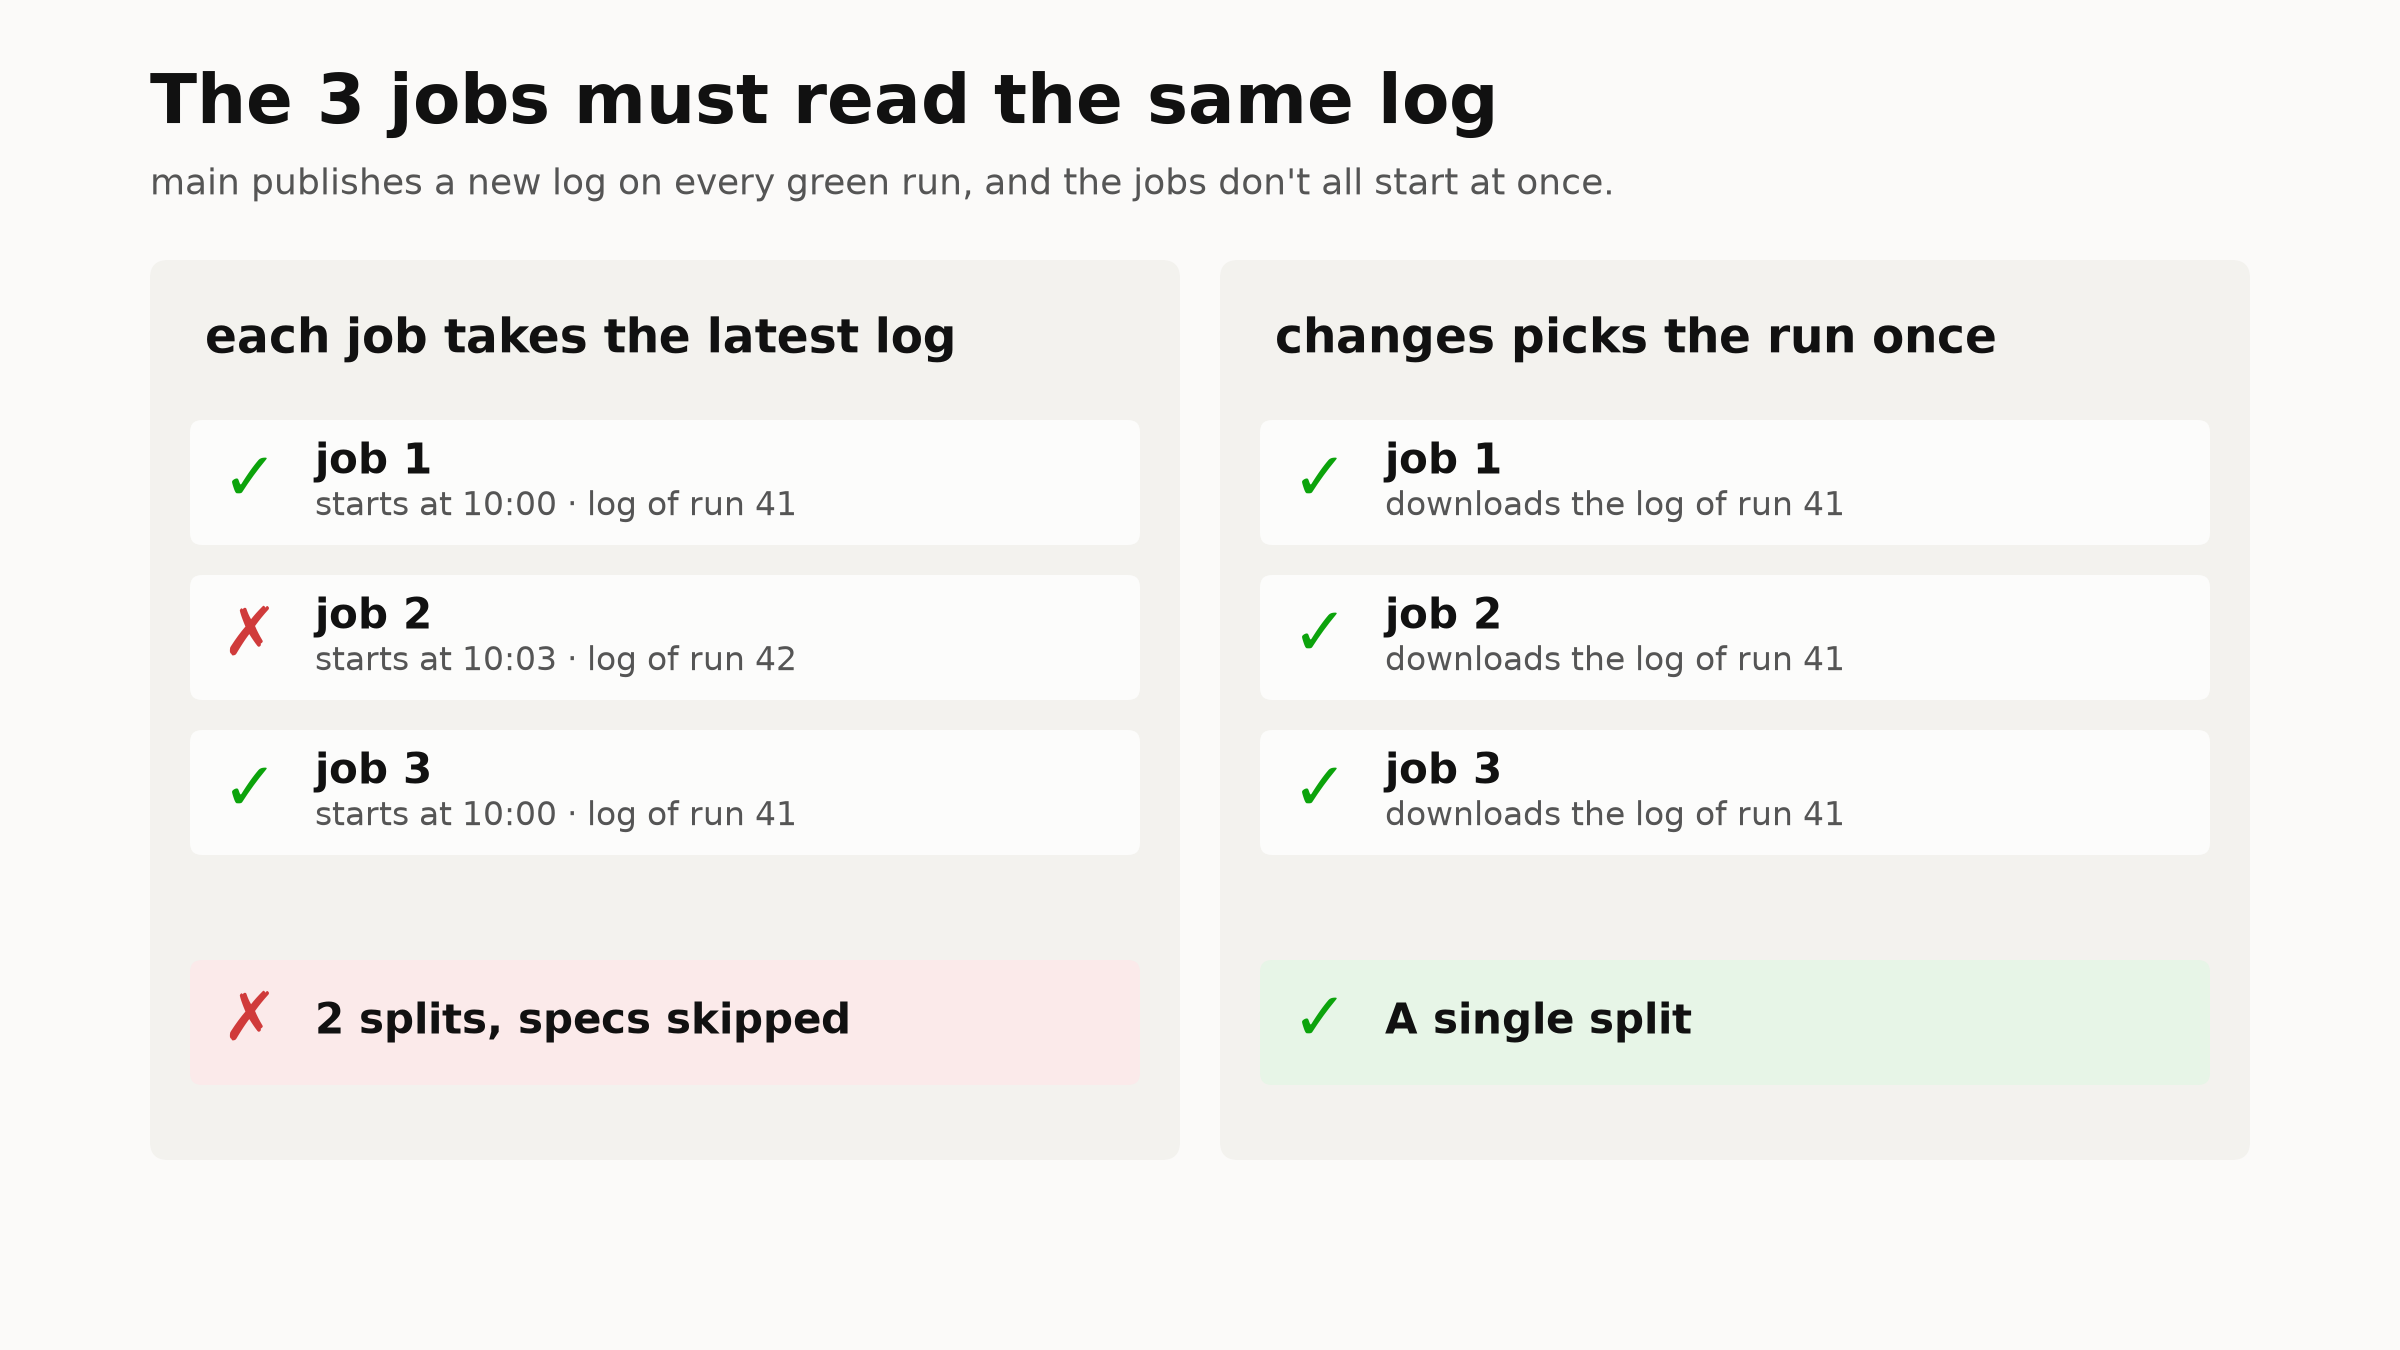 The 3 jobs must read the same log
main publishes a new log on every green run, and the jobs don't all start at once.
each job takes the latest log
✓ job 1
starts at 10:00 · log of run 41
✗ job 2
starts at 10:03 · log of run 42
✓ job 3
starts at 10:00 · log of run 41
✗ 2 splits, specs skipped
changes picks the run once
✓ job 1
downloads the log of run 41
✓ job 2
downloads the log of run 41
✓ job 3
downloads the log of run 41
✓ A single split